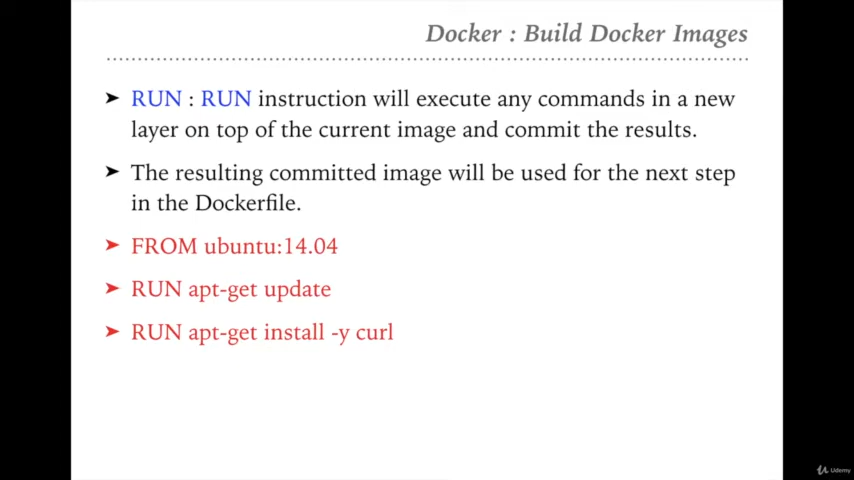 Docker : Build Docker Images
➤ RUN : RUN instruction will execute any commands in a new
layer on top of the current image and commit the results.
➤ The resulting committed image will be used for the next step
in the Dockerfile.
➤ FROM ubuntu:14.04
➤ RUN apt-get update
➤ RUN apt-get install -y curl
Udemy